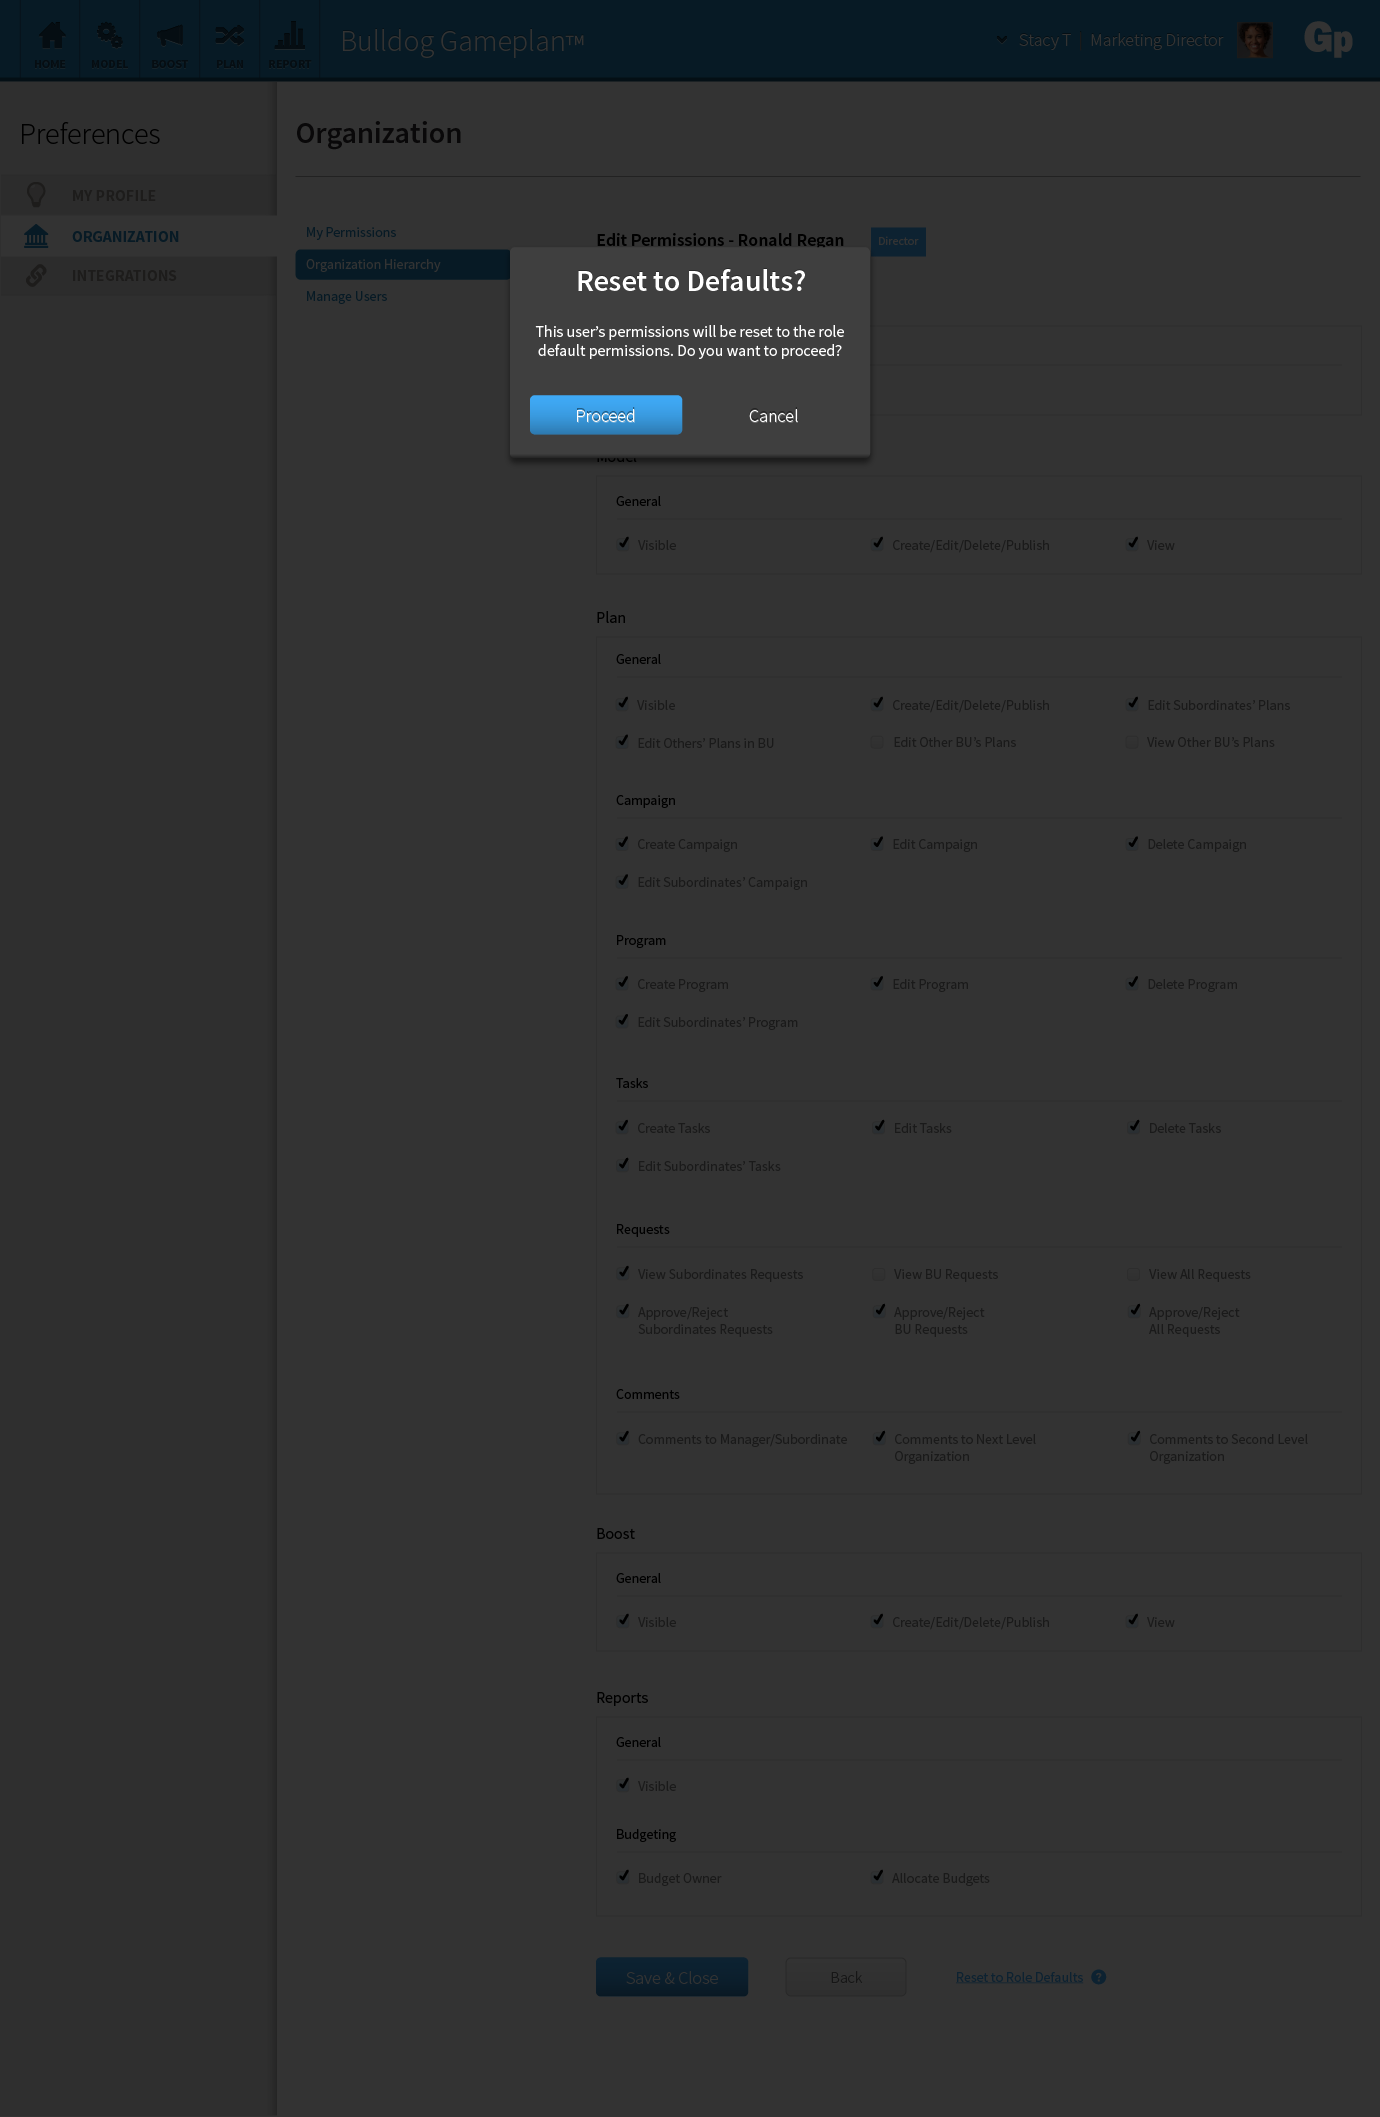 HOME
MODEL
BOOST
PLAN
REPORT
Bulldog Gameplan™
Stacy T
Marketing Director
Gp
Preferences
MY PROFILE
ORGANIZATION
INTEGRATIONS
Organization
My Permissions
Organization Hierarchy
Manage Users
Edit Permissions - Ronald Regan
Director
Reset to Defaults?
This user’s permissions will be reset to the role
default permissions. Do you want to proceed?
Proceed
Cancel
Model
General
Visible
Create/Edit/Delete/Publish
View
Plan
General
Visible
Create/Edit/Delete/Publish
Edit Subordinates’ Plans
Edit Others’ Plans in BU
Edit Other BU’s Plans
View Other BU’s Plans
Campaign
Create Campaign
Edit Campaign
Delete Campaign
Edit Subordinates’ Campaign
Program
Create Program
Edit Program
Delete Program
Edit Subordinates’ Program
Tasks
Create Tasks
Edit Tasks
Delete Tasks
Edit Subordinates’ Tasks
Requests
View Subordinates Requests
View BU Requests
View All Requests
Approve/Reject
Subordinates Requests
Approve/Reject
BU Requests
Approve/Reject
All Requests
Comments
Comments to Manager/Subordinate
Comments to Next Level
Organization
Comments to Second Level
Organization
Boost
General
Visible
Create/Edit/Delete/Publish
View
Reports
General
Visible
Budgeting
Budget Owner
Allocate Budgets
Save & Close
Back
Reset to Role Defaults
?